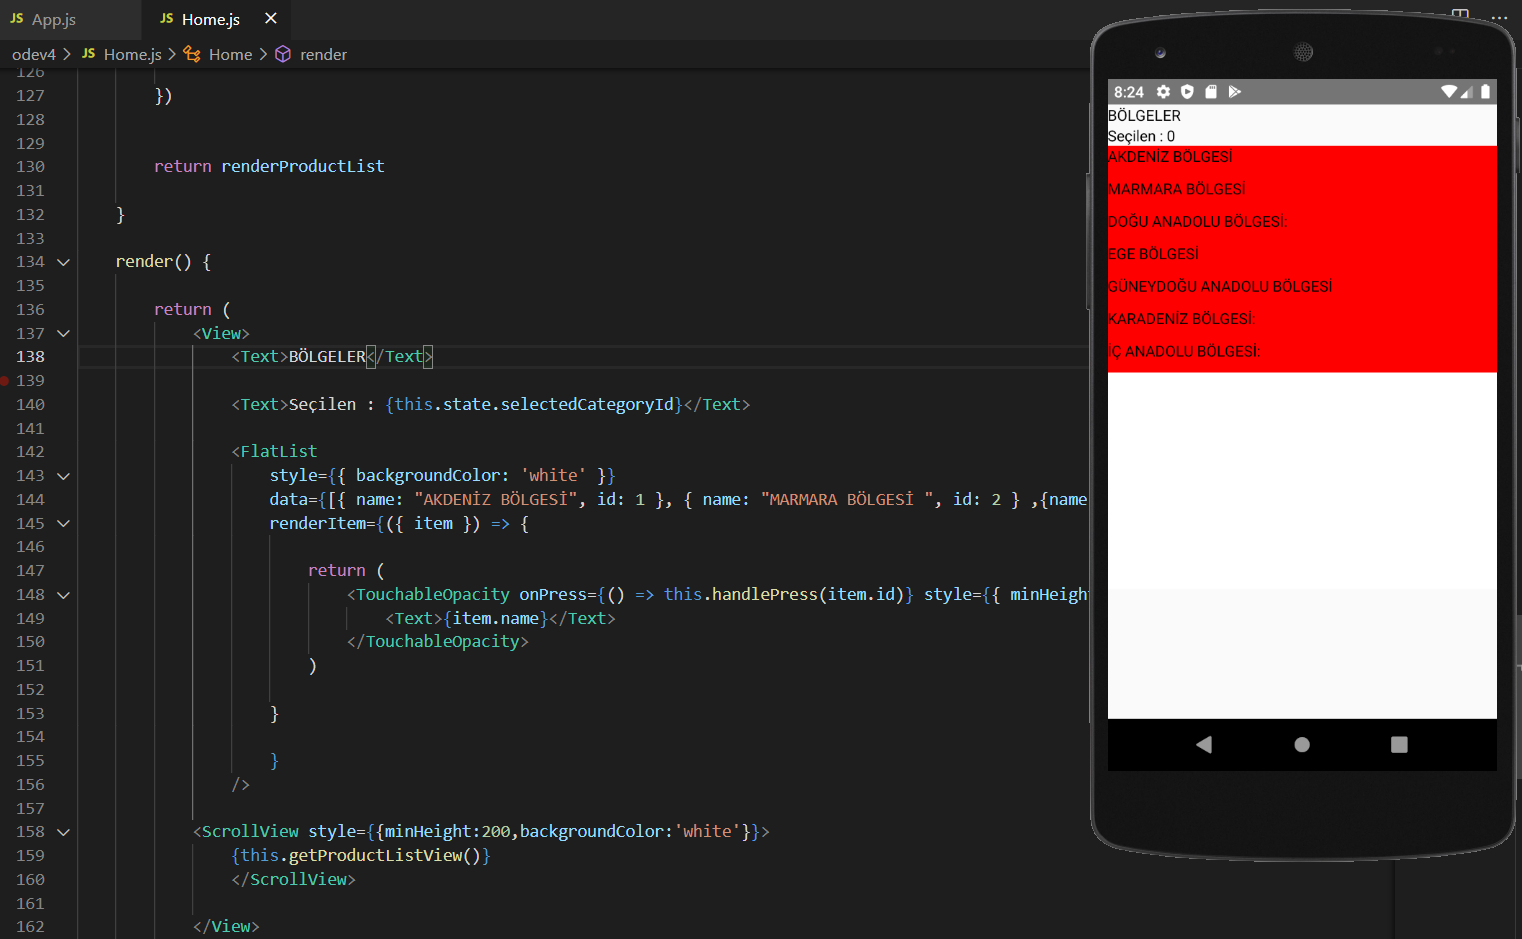 JS App.js
JS Home.js ×
odev4 > JS Home.js > Home > render
126
127 })
128
129
130 return renderProductList
131
132 }
133
134 render() {
135
136 return (
137 <View>
138 <Text>BÖLGELER</Text>
139
140 <Text>Seçilen : {this.state.selectedCategoryId}</Text>
141
142 <FlatList
143 style={{ backgroundColor: 'white' }}
144 data={[{ name: "AKDENİZ BÖLGESİ", id: 1 }, { name: "MARMARA BÖLGESİ ", id: 2 } ,{name
145 renderItem={({ item }) => {
146
147 return (
148 <TouchableOpacity onPress={() => this.handlePress(item.id)} style={{ minHeight
149 <Text>{item.name}</Text>
150 </TouchableOpacity>
151 )
152
153 }
154
155 }
156 />
157
158 <ScrollView style={{minHeight:200,backgroundColor:'white'}}>
159 {this.getProductListView()}
160 </ScrollView>
161
162 </View>
8:24
BÖLGELER
Seçilen : 0
AKDENİZ BÖLGESİ
MARMARA BÖLGESİ
DOĞU ANADOLU BÖLGESİ:
EGE BÖLGESİ
GÜNEYDOĞU ANADOLU BÖLGESİ
KARADENİZ BÖLGESİ:
İÇ ANADOLU BÖLGESİ: